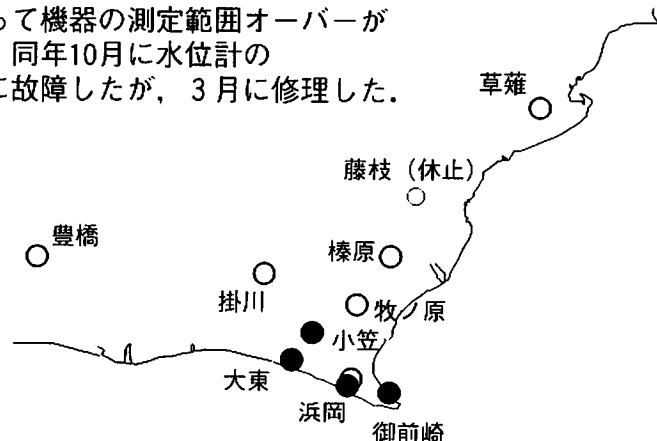 って機器の測定範囲オーバーが
同年10月に水位計の
に故障したが，3月に修理した．
草薙
藤枝（休止）
豊橋
榛原
掛川
牧ノ原
小笠
大東
浜岡
御前崎